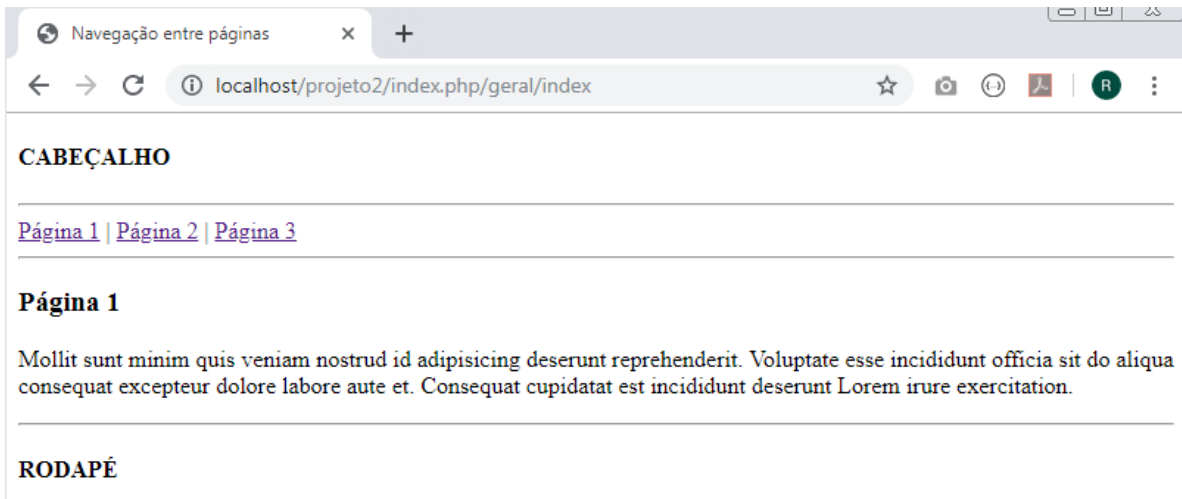 Navegação entre páginas
localhost/projeto2/index.php/geral/index
R
CABEÇALHO
Página 1 | Página 2 | Página 3
Página 1
Mollit sunt minim quis veniam nostrud id adipisicing deserunt reprehenderit. Voluptate esse incididunt officia sit do aliqua
consequat excepteur dolore labore aute et. Consequat cupidatat est incididunt deserunt Lorem irure exercitation.
RODAPÉ